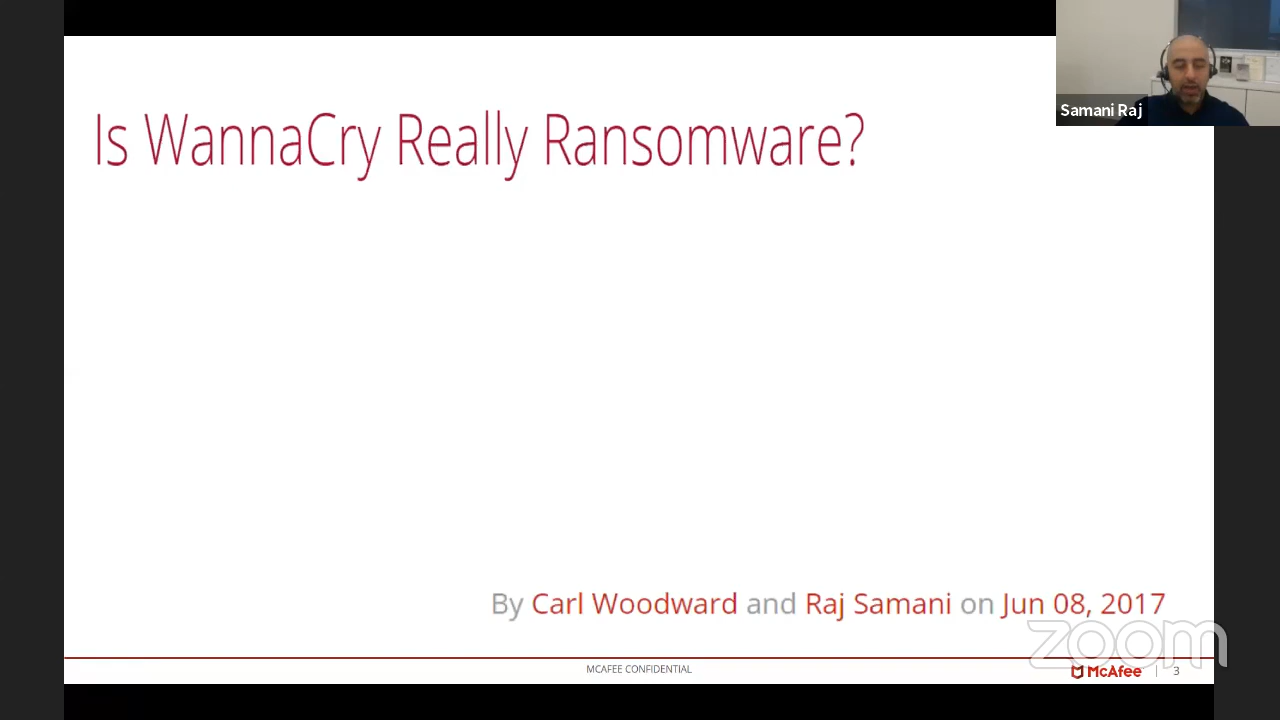 Samani Raj
Is WannaCry Really Ransomware?
By Carl Woodward and Raj Samani on Jun 08, 2017
zoom
MCAFEE CONFIDENTIAL
McAfee | 3